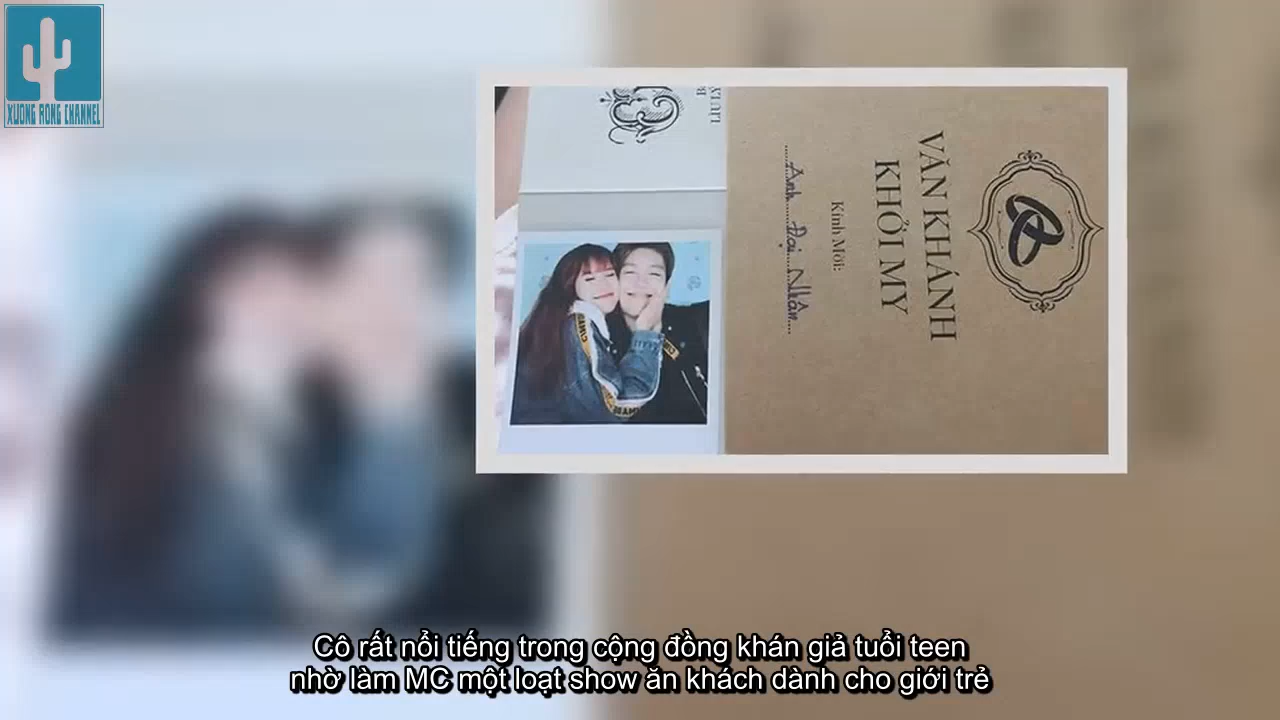 XUONG RONG CHANNEL
VĂN KHÁNH
KHỞI MY
Kính Mời:
Anh Đại Nhân
Cô rất nổi tiếng trong cộng đồng khán giả tuổi teen
nhờ làm MC một loạt show ăn khách dành cho giới trẻ